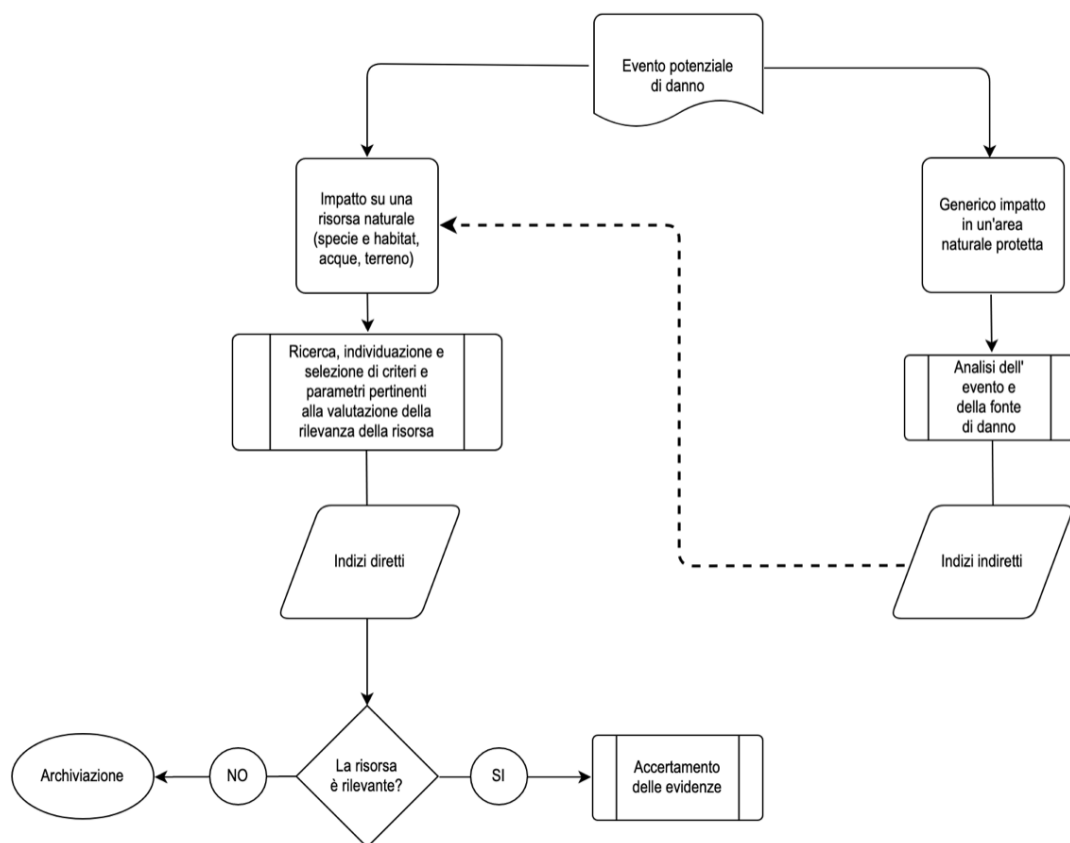 Evento potenziale
di danno
Impatto su una
risorsa naturale
(specie e habitat,
acque, terreno)
Generico impatto
in un'area
naturale protetta
Ricerca, individuazione e
selezione di criteri e
parametri pertinenti
alla valutazione della
rilevanza della risorsa
Analisi dell'
evento e
della fonte
di danno
Indizi diretti
Indizi indiretti
Archiviazione
NO
La risorsa
è rilevante?
SI
Accertamento
delle evidenze